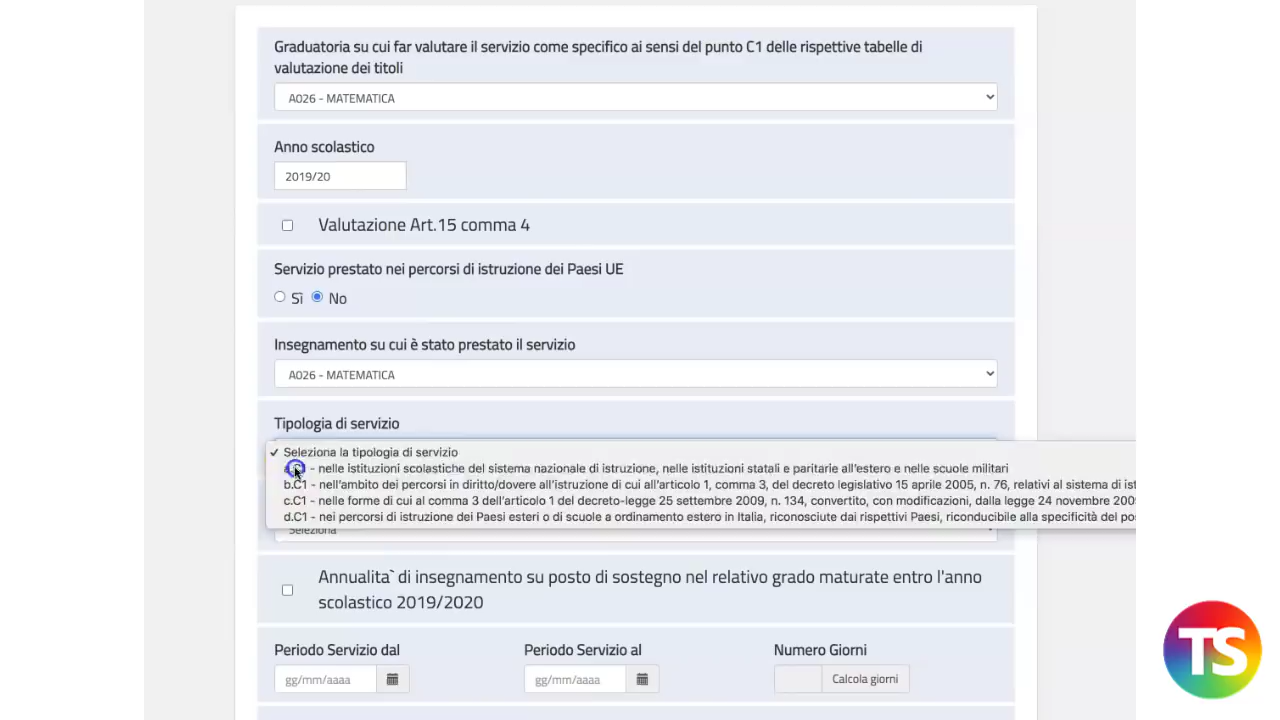 Graduatoria su cui far valutare il servizio come specifico ai sensi del punto C1 delle rispettive tabelle di
valutazione dei titoli
A026 - MATEMATICA
Anno scolastico
2019/20
Valutazione Art.15 comma 4
Servizio prestato nei percorsi di istruzione dei Paesi UE
Sì No
Insegnamento su cui è stato prestato il servizio
A026 - MATEMATICA
Tipologia di servizio
✓ Seleziona la tipologia di servizio
a.C1 - nelle istituzioni scolastiche del sistema nazionale di istruzione, nelle istituzioni statali e paritarie all'estero e nelle scuole militari
b.C1 - nell'ambito dei percorsi in diritto/dovere all'istruzione di cui all'articolo 1, comma 3, del decreto legislativo 15 aprile 2005, n. 76, relativi al sistema di ist
c.C1 - nelle forme di cui al comma 3 dell'articolo 1 del decreto-legge 25 settembre 2009, n. 134, convertito, con modificazioni, dalla legge 24 novembre 2009
d.C1 - nei percorsi di istruzione dei Paesi esteri o di scuole a ordinamento estero in Italia, riconosciute dai rispettivi Paesi, riconducibile alla specificità del po
Seleziona
Annualita` di insegnamento su posto di sostegno nel relativo grado maturate entro l'anno
scolastico 2019/2020
Periodo Servizio dal Periodo Servizio al Numero Giorni
gg/mm/aaaa gg/mm/aaaa Calcola giorni
TS